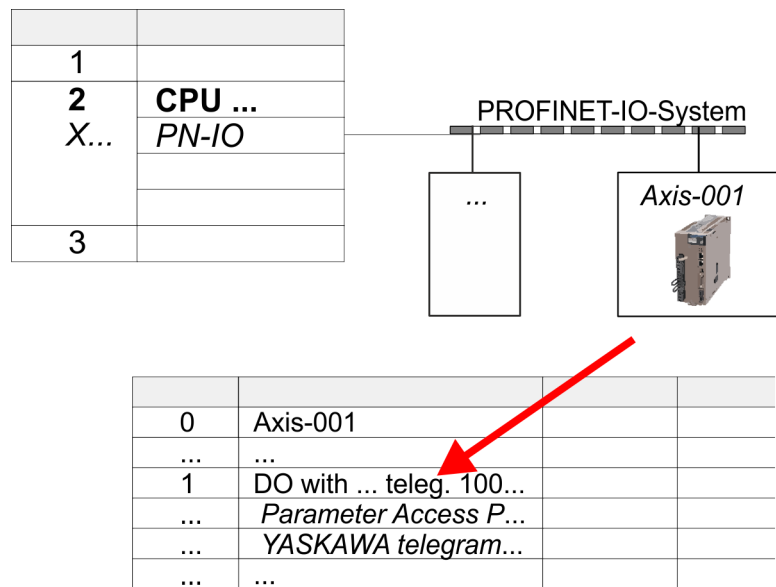 1
2 CPU ...
X... PN-IO
3
PROFINET-IO-System
...
Axis-001
0 Axis-001
... ...
1 DO with ... teleg. 100...
... Parameter Access P...
... YASKAWA telegram...
... ...